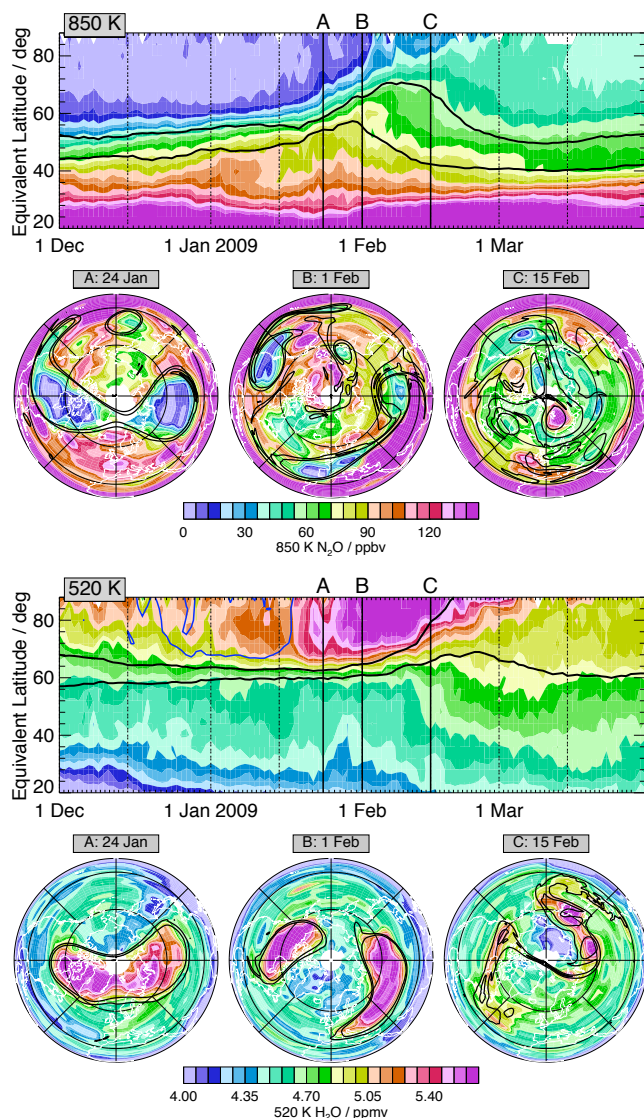 850 K
A B C
80
60
40
20
Equivalent Latitude / deg
1 Dec 1 Jan 2009 1 Feb 1 Mar
A: 24 Jan B: 1 Feb C: 15 Feb
0 30 60 90 120
850 K N₂O / ppbv
520 K
A B C
80
60
40
20
Equivalent Latitude / deg
1 Dec 1 Jan 2009 1 Feb 1 Mar
A: 24 Jan B: 1 Feb C: 15 Feb
4.00 4.35 4.70 5.05 5.40
520 K H₂O / ppmv